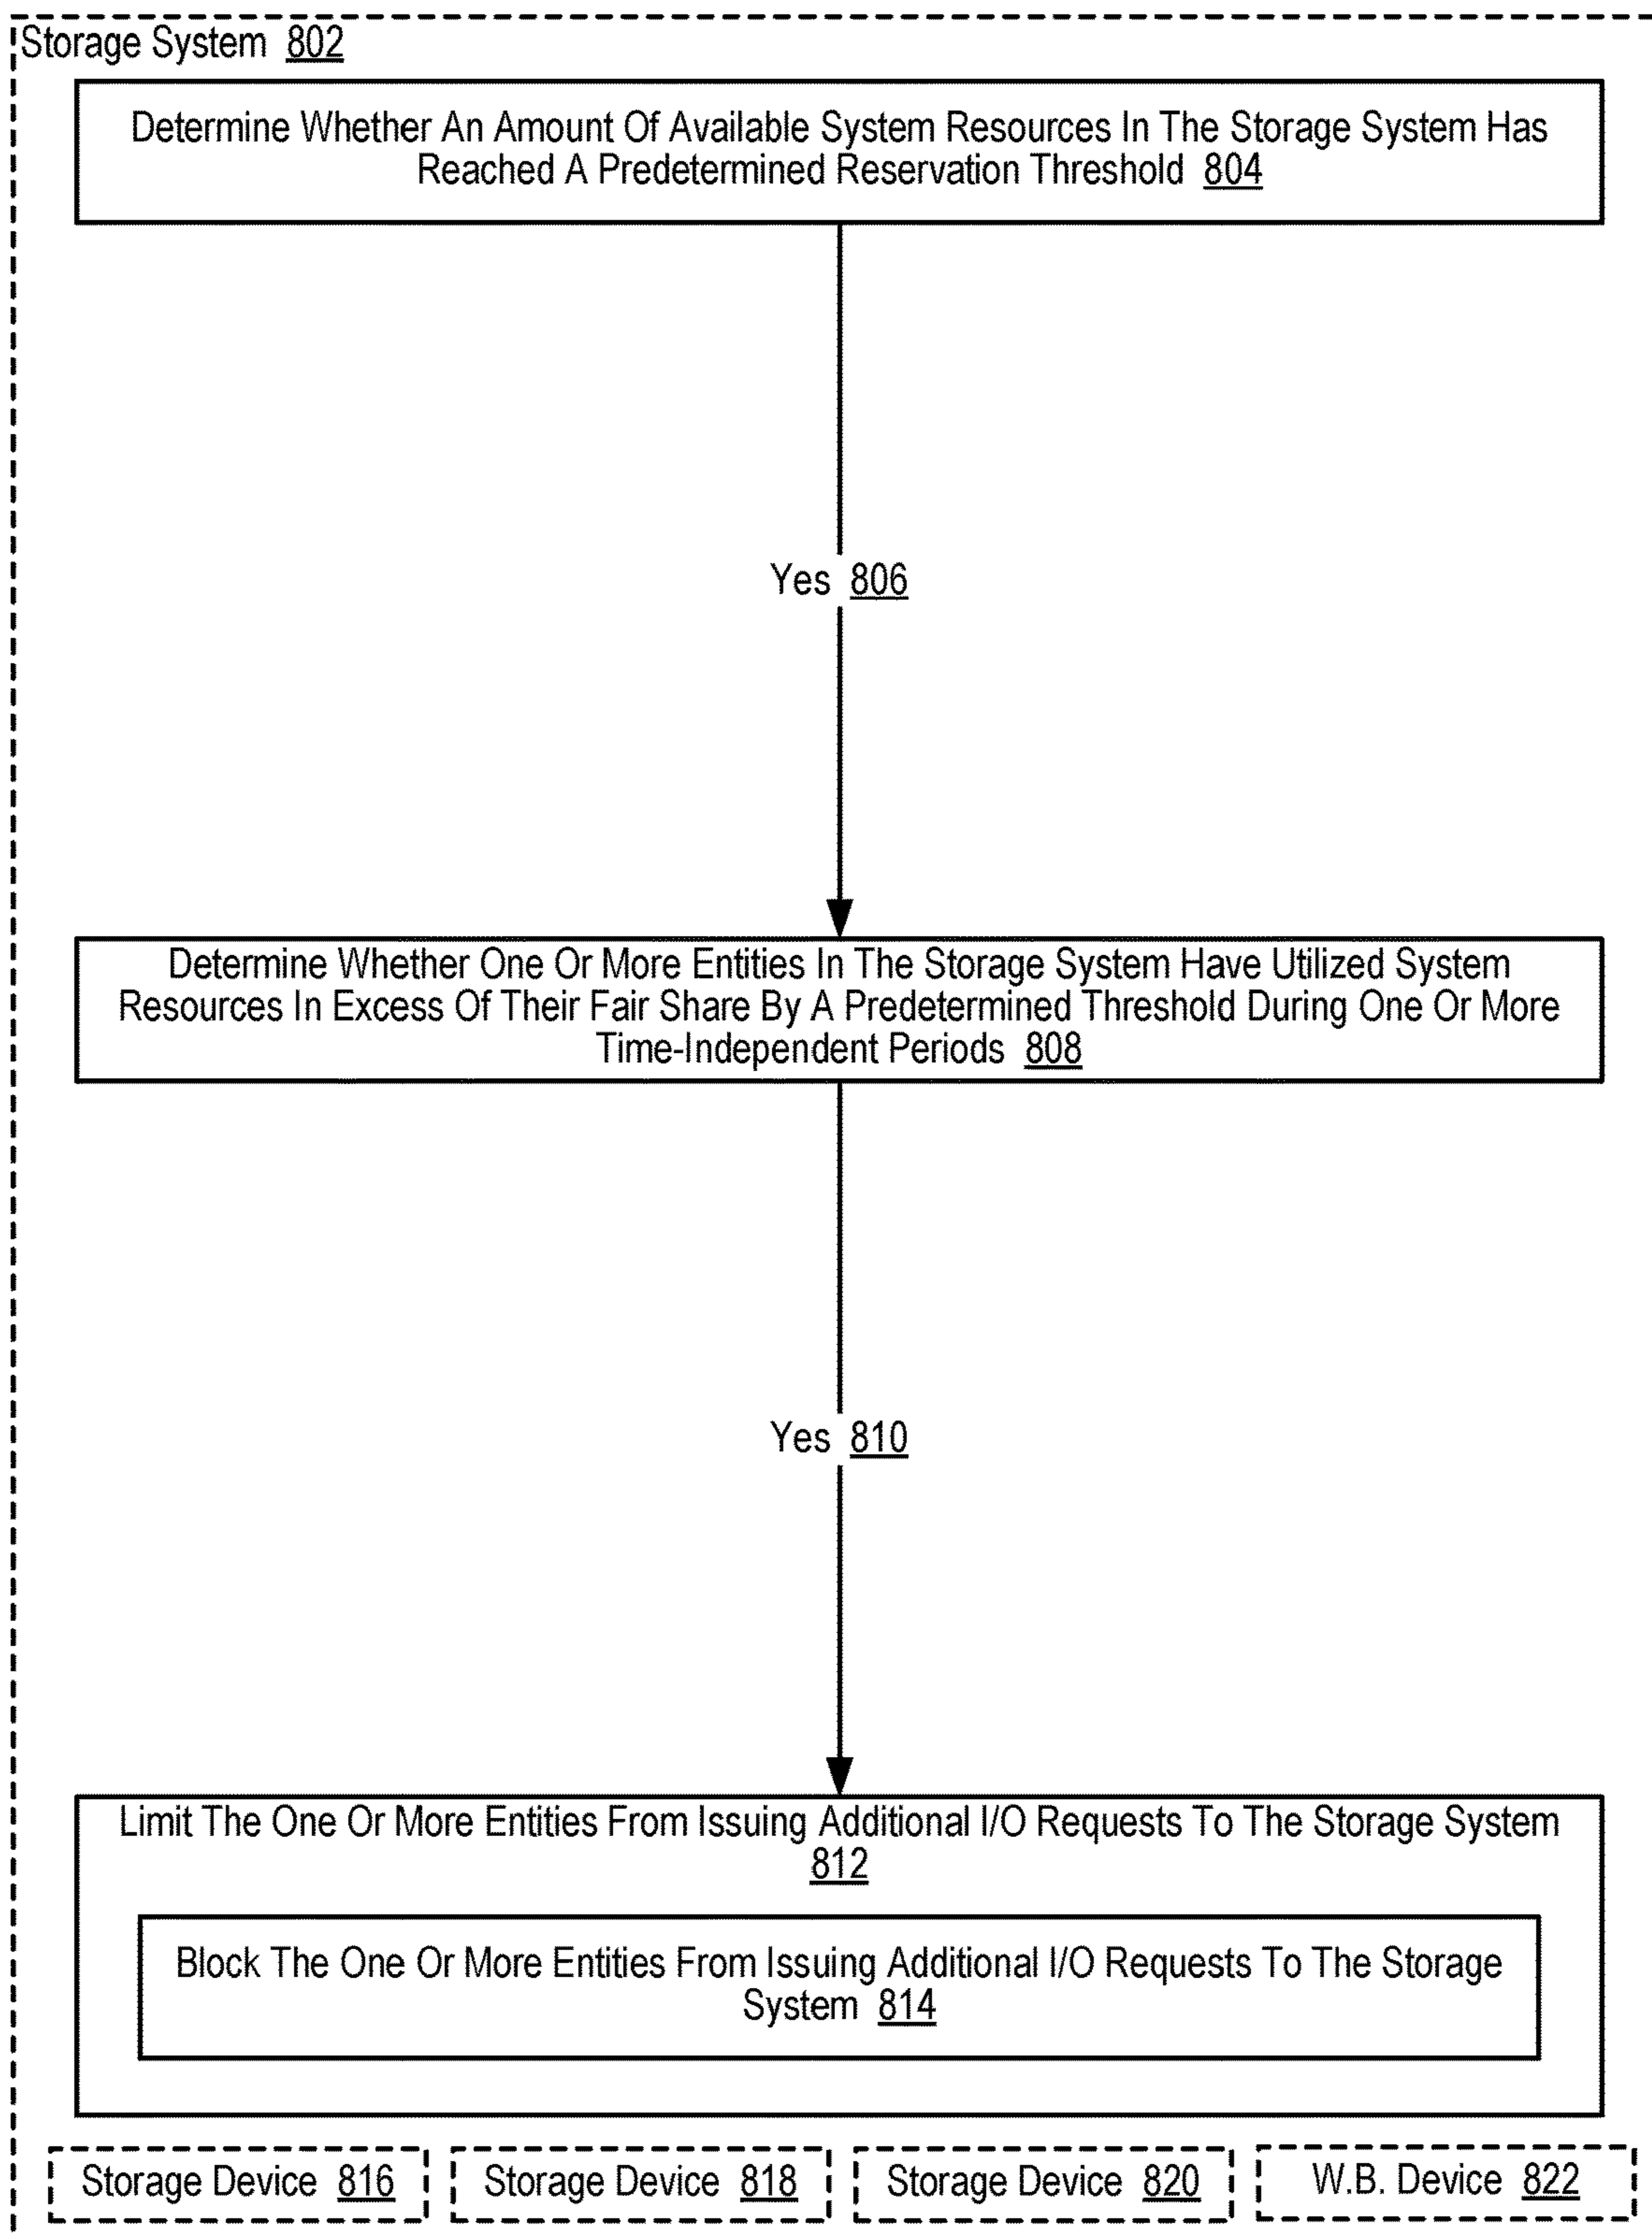 Storage System 802
Determine Whether An Amount Of Available System Resources In The Storage System Has
Reached A Predetermined Reservation Threshold 804
Yes 806
Determine Whether One Or More Entities In The Storage System Have Utilized System
Resources In Excess Of Their Fair Share By A Predetermined Threshold During One Or More
Time-Independent Periods 808
Yes 810
Limit The One Or More Entities From Issuing Additional I/O Requests To The Storage System
812
Block The One Or More Entities From Issuing Additional I/O Requests To The Storage
System 814
Storage Device 816
Storage Device 818
Storage Device 820
W.B. Device 822